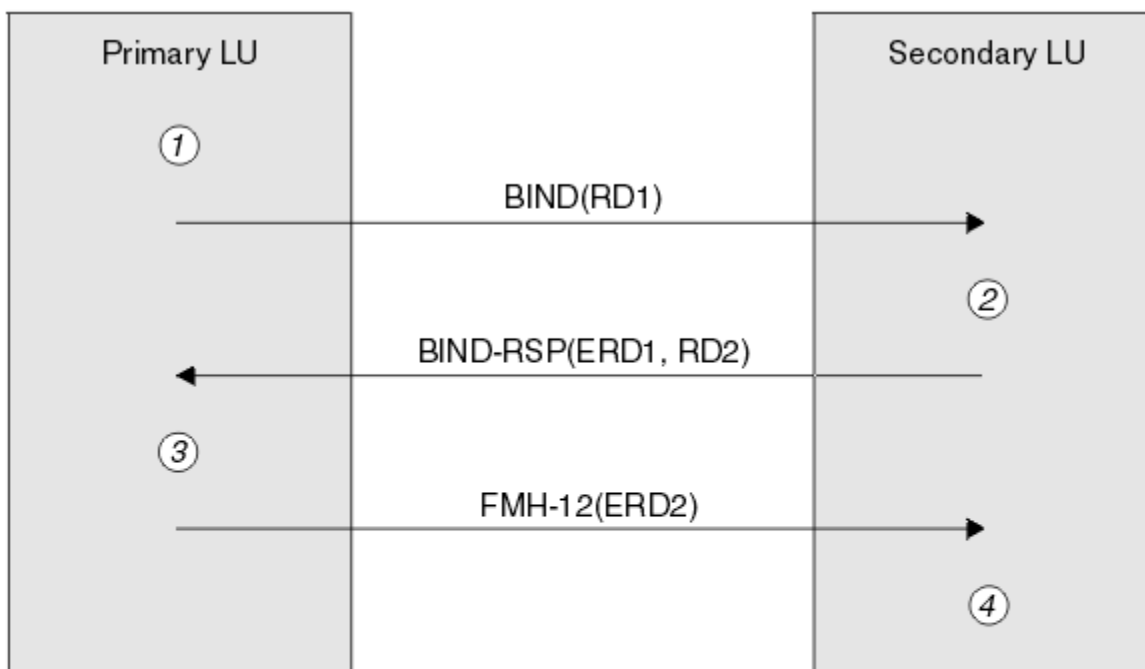 Primary LU
Secondary LU
1
BIND(RD1)
2
BIND-RSP(ERD1, RD2)
3
FMH-12(ERD2)
4